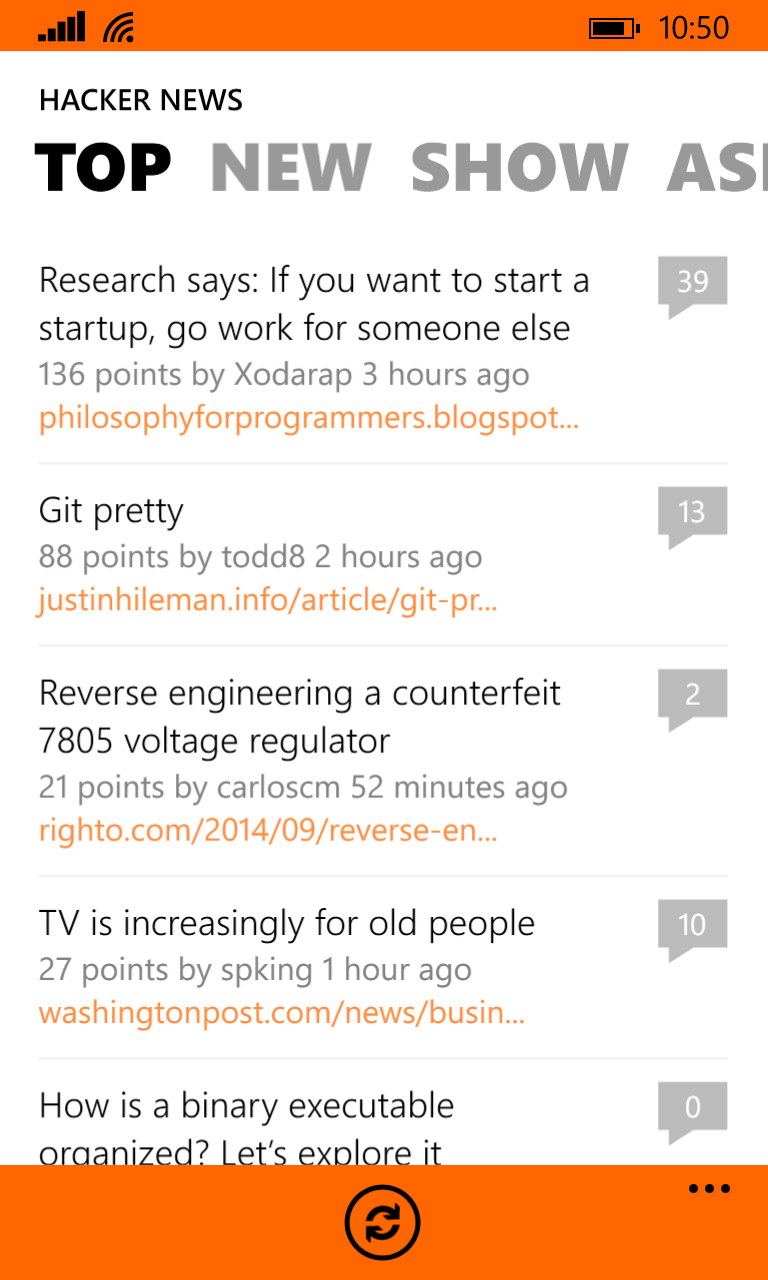 10:50
HACKER NEWS
TOP NEW SHOW
Research says: If you want to start a 39
startup, go work for someone else
136 points by Xodarap 3 hours ago
philosophyforprogrammers.blogspot...
Git pretty 13
88 points by todd8 2 hours ago
justinhileman.info/article/git-pr...
Reverse engineering a counterfeit 2
7805 voltage regulator
21 points by carloscm 52 minutes ago
righto.com/2014/09/reverse-en...
TV is increasingly for old people 10
27 points by spking 1 hour ago
washingtonpost.com/news/busin...
How is a binary executable 0
organized? Let's explore it